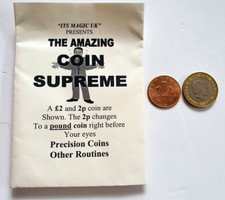 "ITS MAGIC UK"
PRESENTS
THE AMAZING
COIN
SUPREME
A £2 and 2p coin are
Shown. The 2p changes
To a pound coin right before
Your eyes
Precision Coins
Other Routines